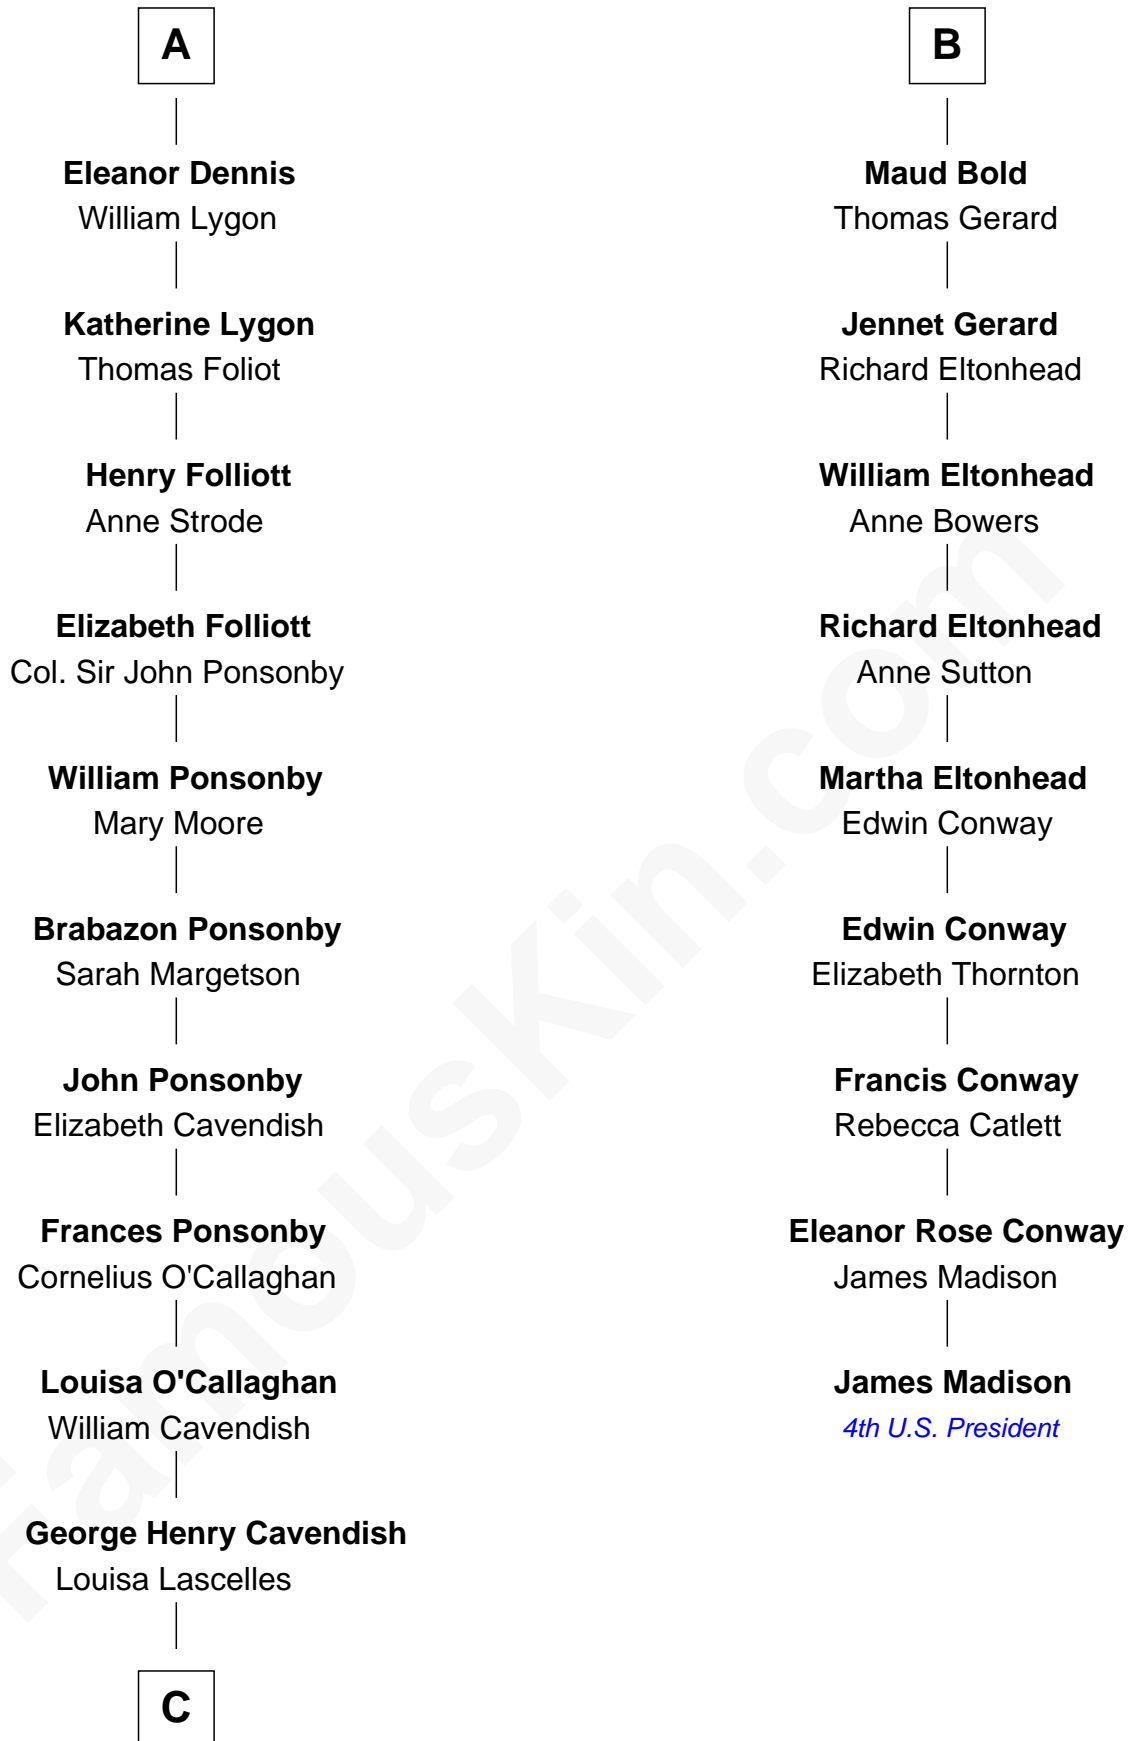 A
Eleanor Dennis
William Lygon
Katherine Lygon
Thomas Foliot
Henry Folliott
Anne Strode
Elizabeth Folliott
Col. Sir John Ponsonby
William Ponsonby
Mary Moore
Brabazon Ponsonby
Sarah Margetson
John Ponsonby
Elizabeth Cavendish
Frances Ponsonby
Cornelius O'Callaghan
Louisa O'Callaghan
William Cavendish
George Henry Cavendish
Louisa Lascelles
C
B
Maud Bold
Thomas Gerard
Jennet Gerard
Richard Eltonhead
William Eltonhead
Anne Bowers
Richard Eltonhead
Anne Sutton
Martha Eltonhead
Edwin Conway
Edwin Conway
Elizabeth Thornton
Francis Conway
Rebecca Catlett
Eleanor Rose Conway
James Madison
James Madison
4th U.S. President
FamousKin.com